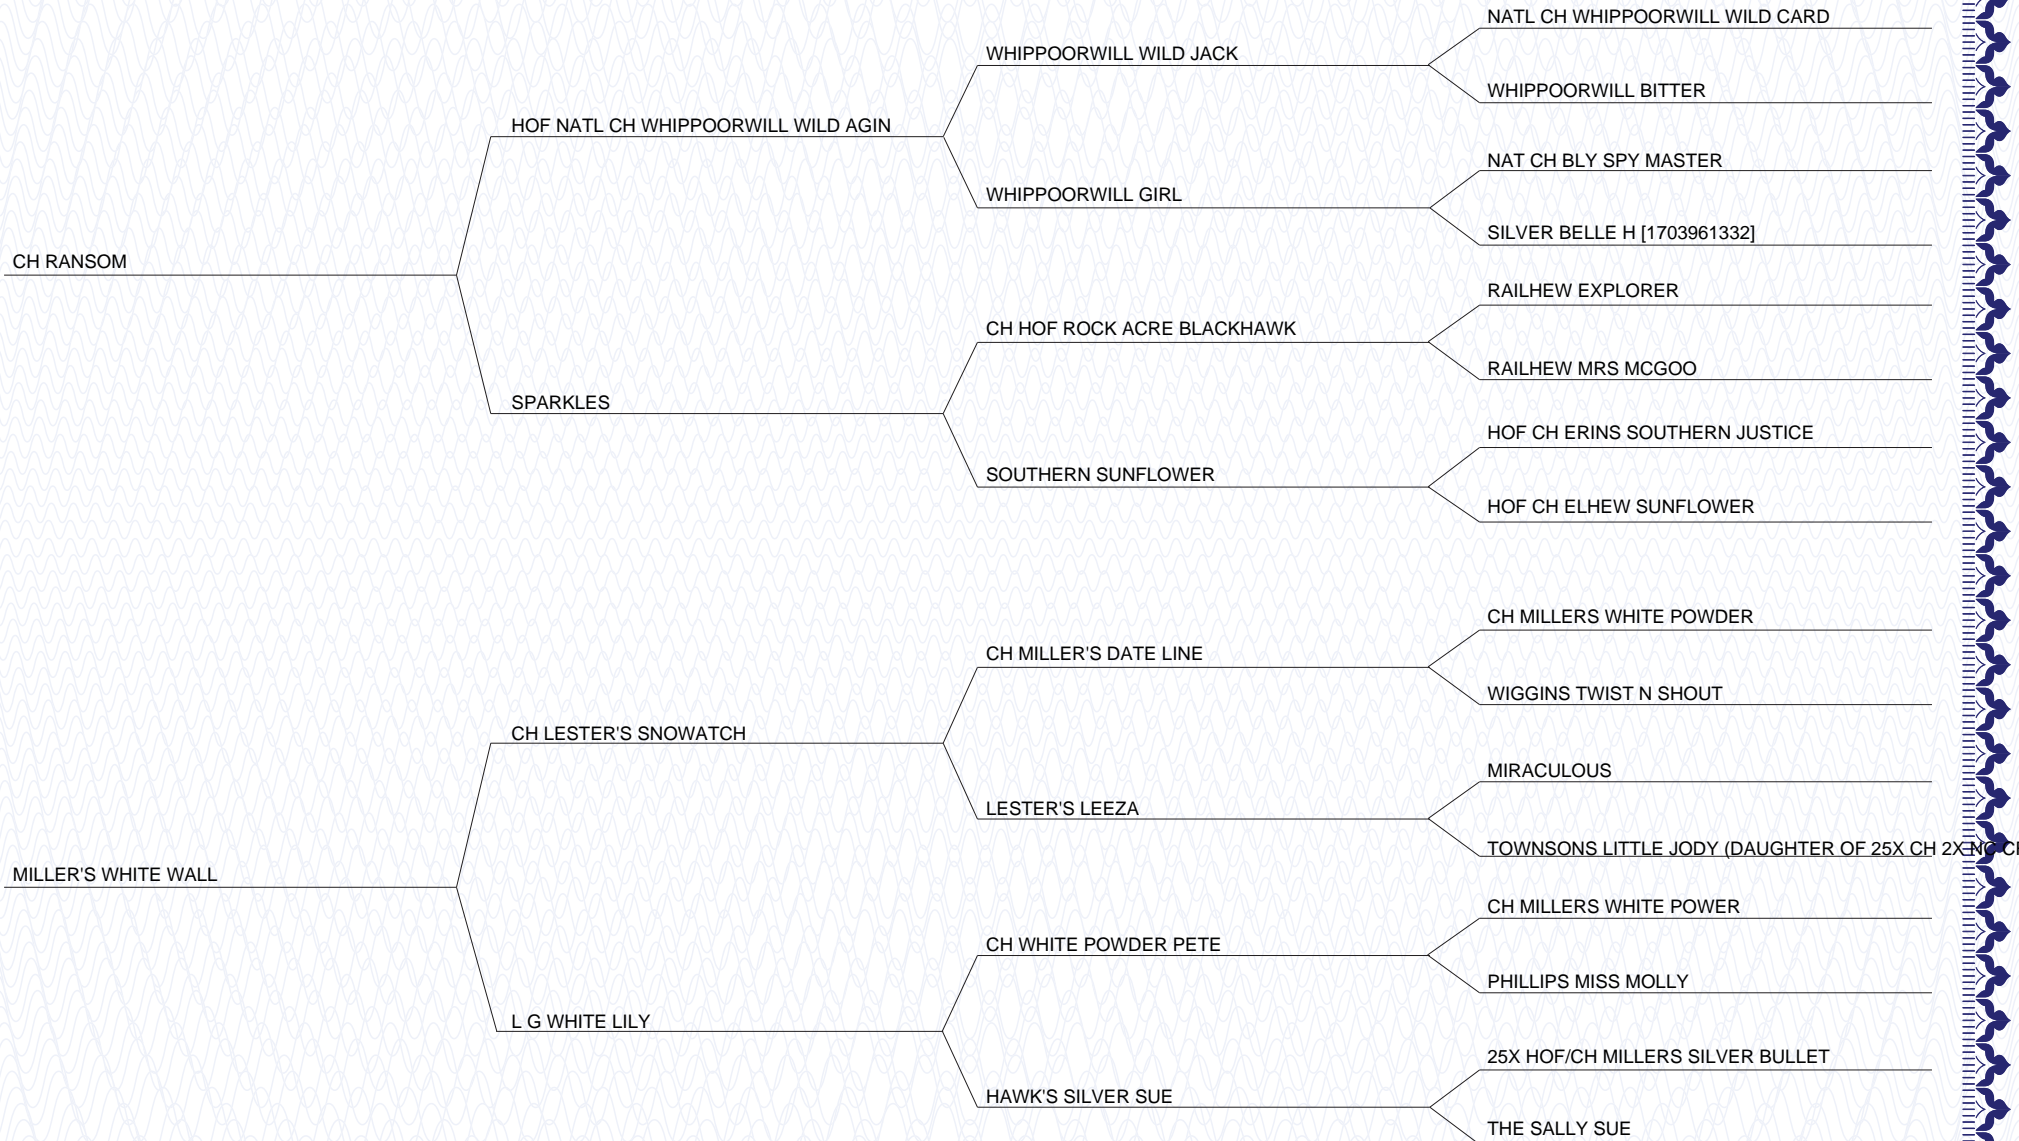 NATL CH WHIPPOORWILL WILD CARD
WHIPPOORWILL WILD JACK
WHIPPOORWILL BITTER
HOF NATL CH WHIPPOORWILL WILD AGIN
NAT CH BLY SPY MASTER
WHIPPOORWILL GIRL
SILVER BELLE H [1703961332]
CH RANSOM
RAILHEW EXPLORER
CH HOF ROCK ACRE BLACKHAWK
RAILHEW MRS MCGOO
SPARKLES
HOF CH ERINS SOUTHERN JUSTICE
SOUTHERN SUNFLOWER
HOF CH ELHEW SUNFLOWER
CH MILLERS WHITE POWDER
CH MILLER'S DATE LINE
WIGGINS TWIST N SHOUT
CH LESTER'S SNOWATCH
MIRACULOUS
LESTER'S LEEZA
TOWNSONS LITTLE JODY (DAUGHTER OF 25X CH 2X
MILLER'S WHITE WALL
CH MILLERS WHITE POWER
CH WHITE POWDER PETE
PHILLIPS MISS MOLLY
L G WHITE LILY
25X HOF/CH MILLERS SILVER BULLET
HAWK'S SILVER SUE
THE SALLY SUE